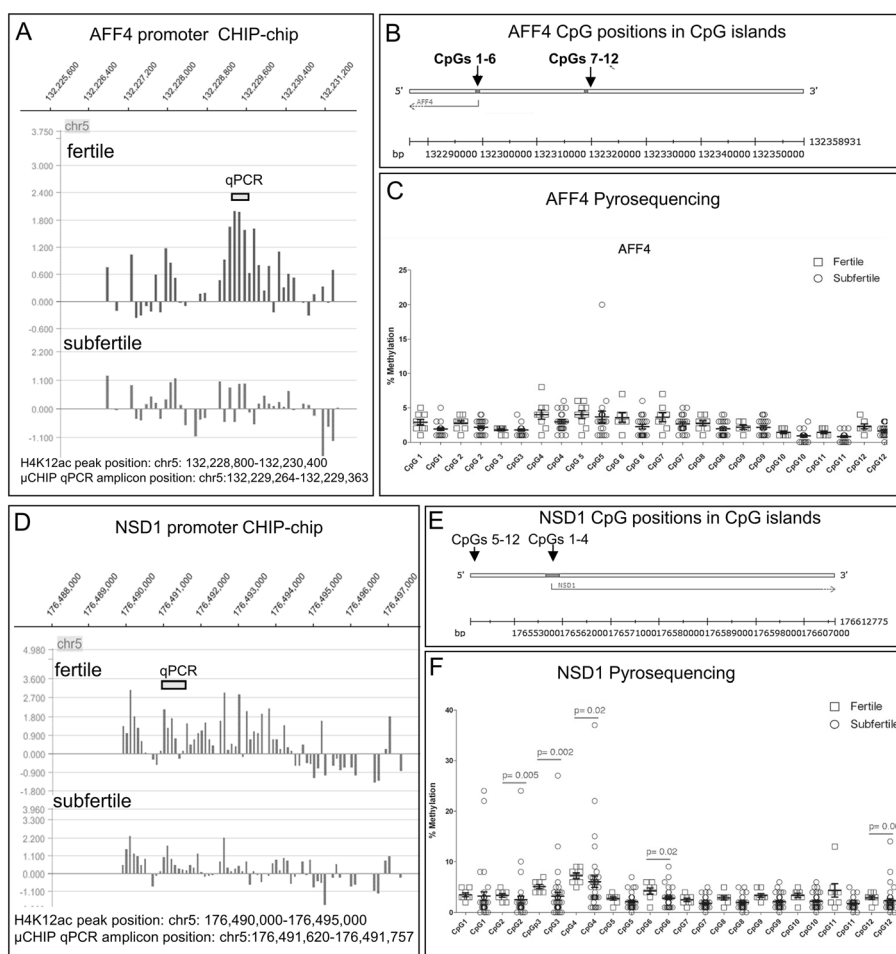 A
AFF4 promoter CHIP-chip
132,225,600
132,226,400
132,227,200
132,228,000
132,228,800
132,229,600
132,230,400
132,231,200
chr5
3.750
fertile
3.000
qPCR
2.400
1.800
1.200
0.600
0.000
-0.600
subfertile
2.200
1.100
0.000
-1.100
H4K12ac peak position: chr5: 132,228,800-132,230,400
µCHIP qPCR amplicon position: chr5:132,229,264-132,229,363
B
AFF4 CpG positions in CpG islands
CpGs 1-6
CpGs 7-12
5'
3'
AFF4
132358931
bp
132290000 132300000 132310000 132320000 132330000 132340000 132350000
C
AFF4 Pyrosequencing
AFF4
Fertile
Subfertile
% Methylation
25
20
15
10
5
0
CpG 1 CpG1 CpG 2 CpG 2 CpG 3 CpG3 CpG4 CpG4 CpG 5 CpG5 CpG 6 CpG 6 CpG7 CpG7 CpG8 CpG8 CpG9 CpG9 CpG10 CpG10 CpG11 CpG11 CpG12 CpG12
D
NSD1 promoter CHIP-chip
176,488,000
176,489,000
176,490,000
176,491,000
176,492,000
176,493,000
176,494,000
176,495,000
176,496,000
176,497,000
4.980
chr5
fertile
qPCR
3.600
2.700
1.800
0.900
0.000
-0.900
-1.800
subfertile
3.960
3.300
2.200
1.100
0.000
-1.100
H4K12ac peak position: chr5: 176,490,000-176,495,000
µCHIP qPCR amplicon position: chr5:176,491,620-176,491,757
E
NSD1 CpG positions in CpG islands
CpGs 5-12
CpGs 1-4
5'
3'
NSD1
176612775
bp
176553000 176562000 176571000 176580000 176589000 176598000 176607000
F
NSD1 Pyrosequencing
Fertile
Subfertile
% Methylation
40
30
20
10
0
p= 0.005
p= 0.002
p= 0.02
p= 0.02
CpG1 CpG1 CpG2 CpG2 CpGp3 CpG3 CpG4 CpG4 CpG5 CpG5 CpG6 CpG6 CpG7 CpG7 CpG8 CpG8 CpG9 CpG9 CpG10 CpG10 CpG11 CpG11 CpG12